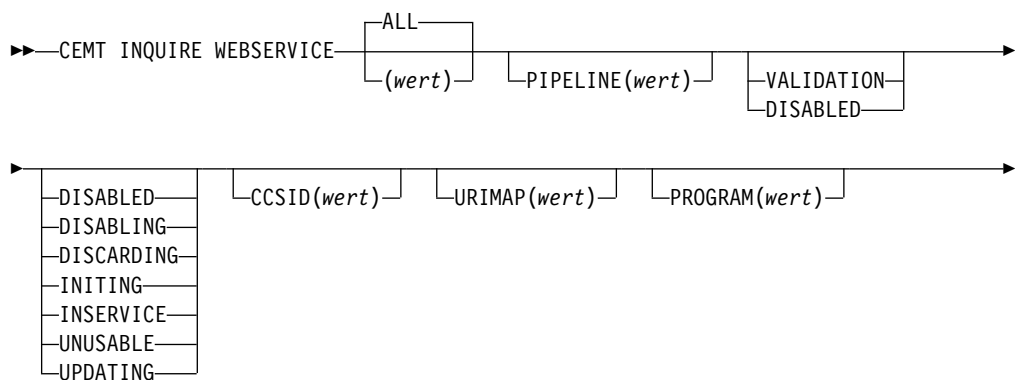 ALL
CEMT INQUIRE WEBSERVICE
(wert)
PIPELINE(wert)
VALIDATION
DISABLED
DISABLED
DISABLING
DISCARDING
INITING
INSERVICE
UNUSABLE
UPDATING
CCSID(wert)
URIMAP(wert)
PROGRAM(wert)